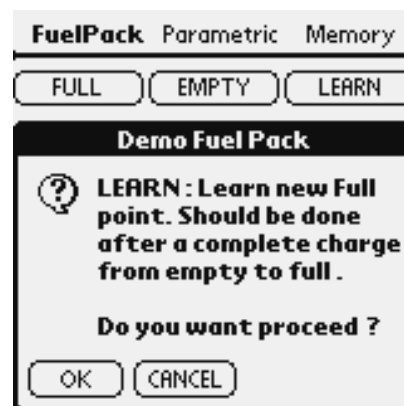 FuelPack Parametric Memory
FULL EMPTY LEARN
Demo Fuel Pack
LEARN : Learn new Full
point. Should be done
after a complete charge
from empty to full .
Do you want proceed ?
OK CANCEL